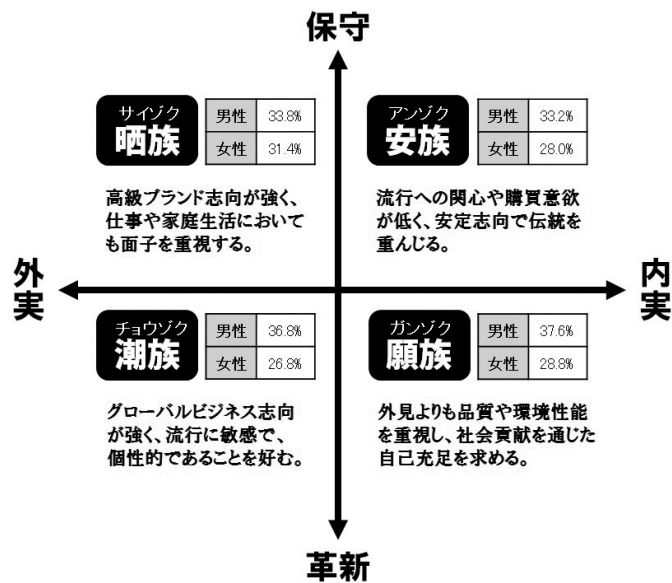 保守
サイゾク
晒族
男性 33.8%
女性 31.4%
高級ブランド志向が強く、
仕事や家庭生活において
も面子を重視する。
アンゾク
安族
男性 33.2%
女性 28.0%
流行への関心や購買意欲
が低く、安定志向で伝統を
重んじる。
外実
内実
チョウゾク
潮族
男性 36.8%
女性 26.8%
グローバルビジネス志向
が強く、流行に敏感で、
個性的であることを好む。
ガンゾク
願族
男性 37.6%
女性 28.8%
外見よりも品質や環境性能
を重視し、社会貢献を通じた
自己充足を求める。
革新